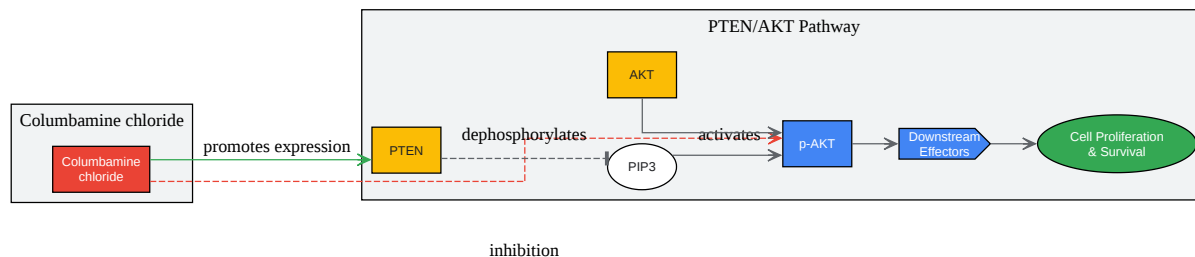 PTEN/AKT Pathway
AKT
Columbamine chloride
Columbamine
chloride
promotes expression
PTEN
dephosphorylates
PIP3
activates
p-AKT
Downstream
Effectors
Cell Proliferation
& Survival
inhibition